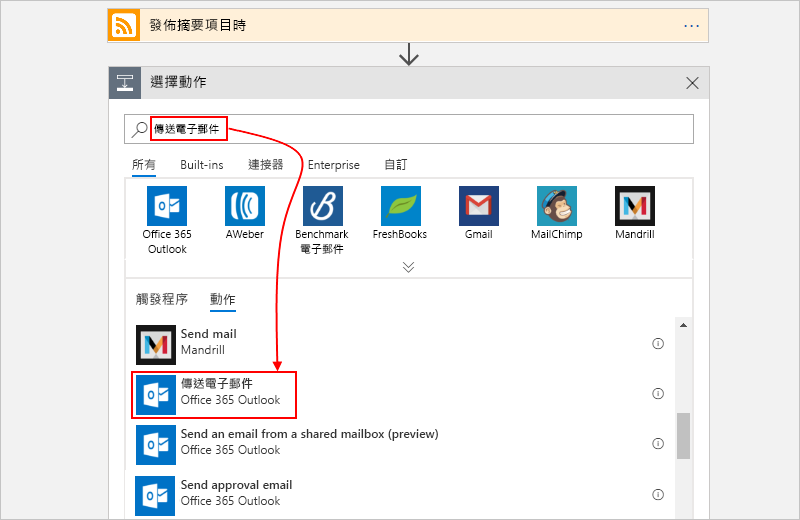 發佈摘要項目時
選擇動作
傳送電子郵件
所有 Built-ins 連接器 Enterprise 自訂
Office 365 Outlook
AWeber
Benchmark 電子郵件
FreshBooks
Gmail
MailChimp
Mandrill
觸發程序 動作
Send mail
Mandrill
傳送電子郵件
Office 365 Outlook
Send an email from a shared mailbox (preview)
Office 365 Outlook
Send approval email
Office 365 Outlook